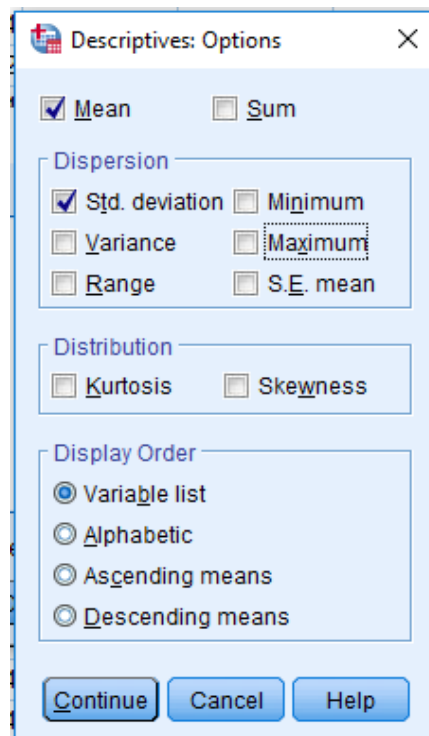 Descriptives: Options
Mean Sum
Dispersion
Std. deviation Minimum
Variance Maximum
Range S.E. mean
Distribution
Kurtosis Skewness
Display Order
Variable list
Alphabetic
Ascending means
Descending means
Continue Cancel Help